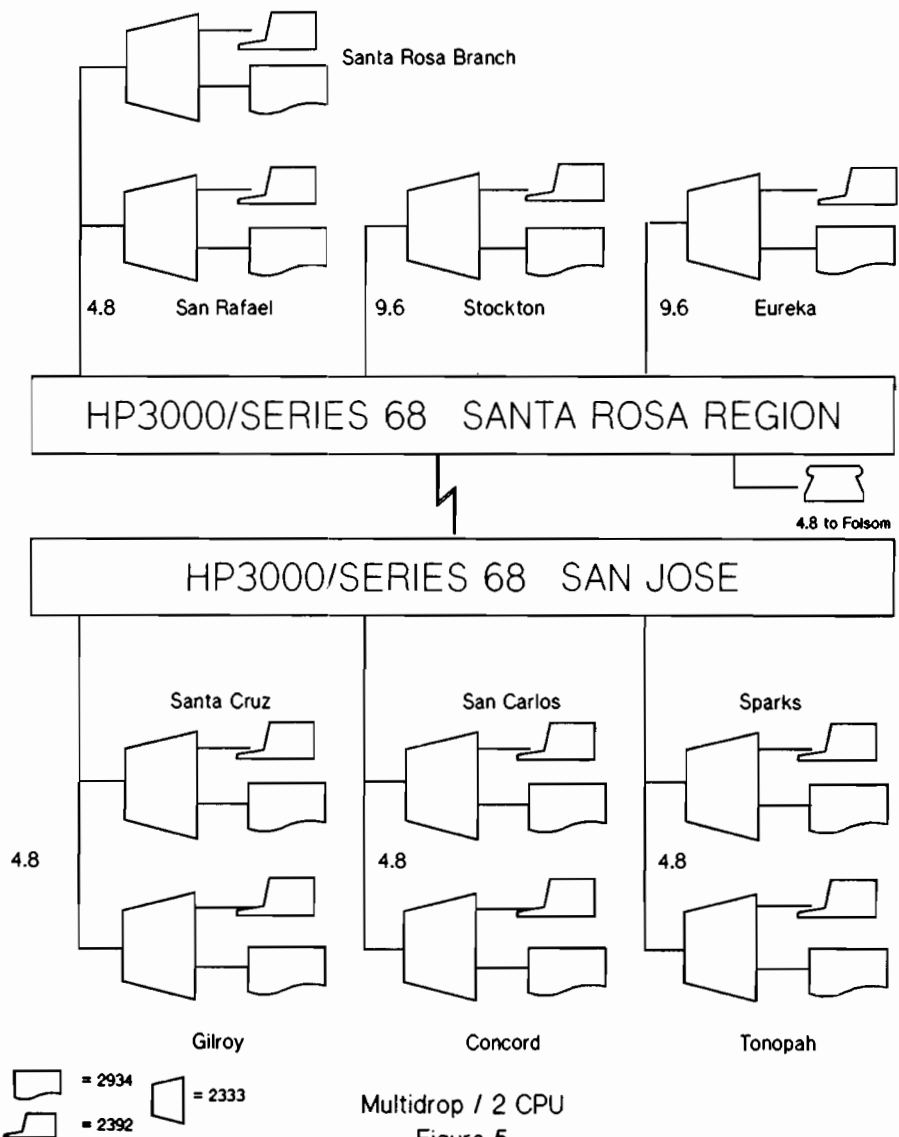 Santa Rosa Branch
4.8 San Rafael 9.6 Stockton 9.6 Eureka
HP3000/SERIES 68 SANTA ROSA REGION
4.8 to Folsom
HP3000/SERIES 68 SAN JOSE
Santa Cruz San Carlos Sparks
4.8 4.8 4.8
Gilroy Concord Tonopah
= 2934 = 2333
= 2392
Multidrop / 2 CPU
Figure 5